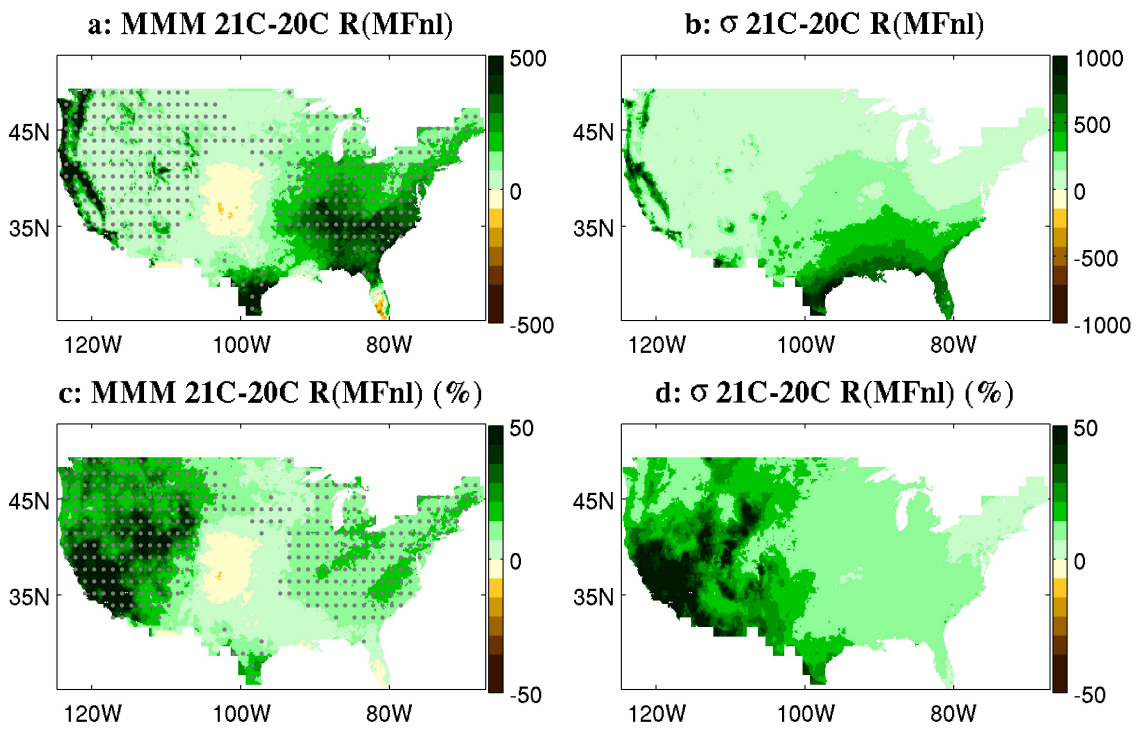 a: MMM 21C-20C R(MFnl)
b: σ 21C-20C R(MFnl)
500
0
-500
45N
35N
120W
100W
80W
1000
500
0
-500
-1000
45N
35N
120W
100W
80W
c: MMM 21C-20C R(MFnl) (%)
d: σ 21C-20C R(MFnl) (%)
50
0
-50
45N
35N
120W
100W
80W
50
0
-50
45N
35N
120W
100W
80W